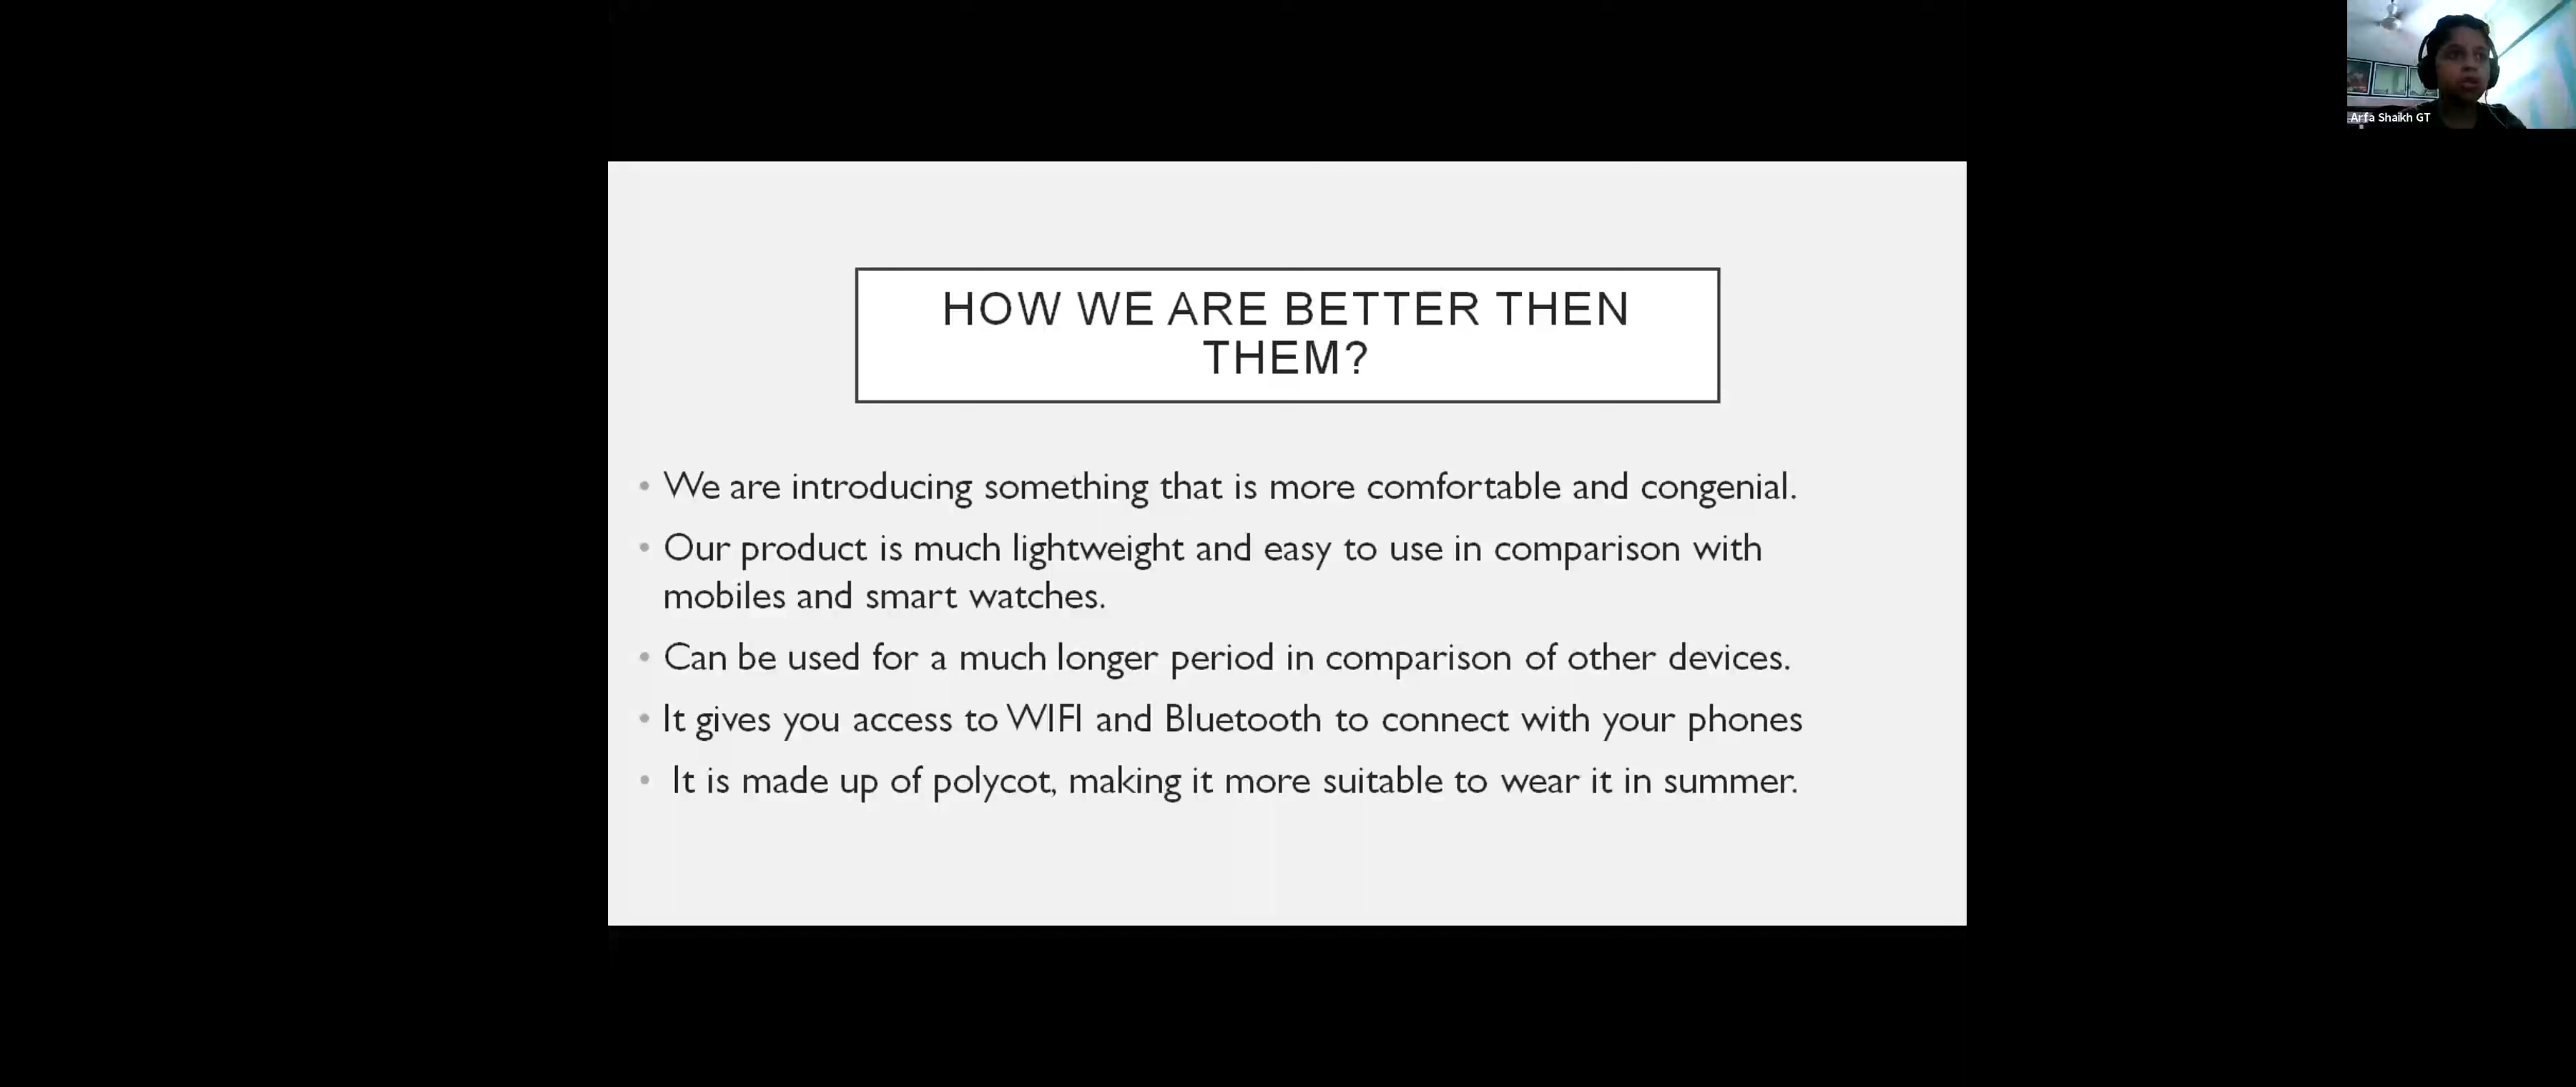 Arfa Shaikh GT
HOW WE ARE BETTER THEN
THEM?
• We are introducing something that is more comfortable and congenial.
• Our product is much lightweight and easy to use in comparison with
mobiles and smart watches.
• Can be used for a much longer period in comparison of other devices.
• It gives you access to WIFI and Bluetooth to connect with your phones
• It is made up of polycot, making it more suitable to wear it in summer.